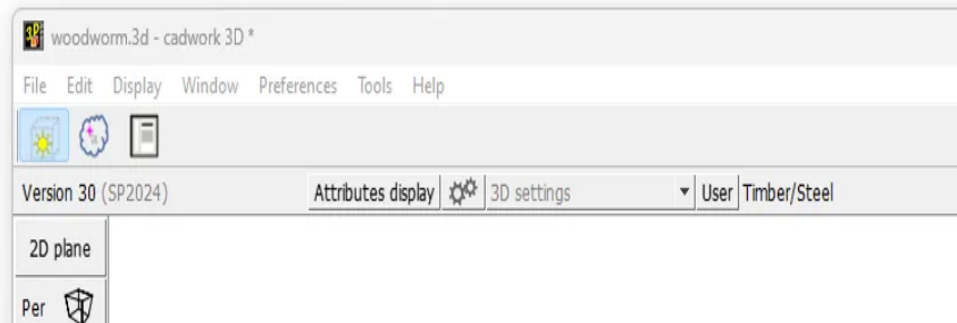 woodworm.3d - cadwork 3D *
File Edit Display Window Preferences Tools Help
Version 30 (SP2024) Attributes display 3D settings User Timber/Steel
2D plane
Per